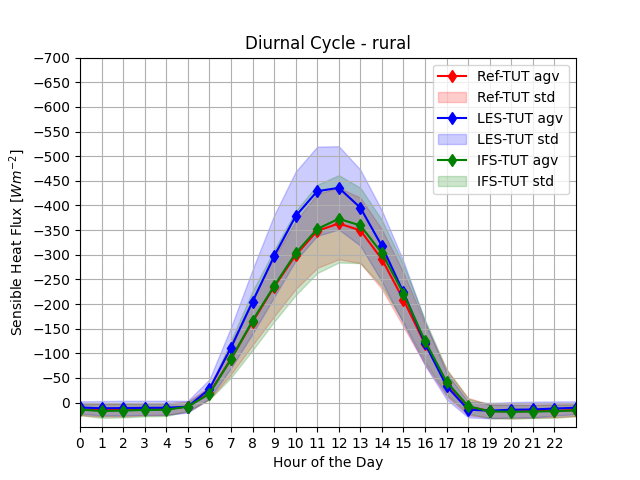 Diurnal Cycle - rural
Sensible Heat Flux [Wm⁻²]
−700
−650
−600
−550
−500
−450
−400
−350
−300
−250
−200
−150
−100
−50
0
Ref-TUT agv
Ref-TUT std
LES-TUT agv
LES-TUT std
IFS-TUT agv
IFS-TUT std
0 1 2 3 4 5 6 7 8 9 10 11 12 13 14 15 16 17 18 19 20 21 22
Hour of the Day